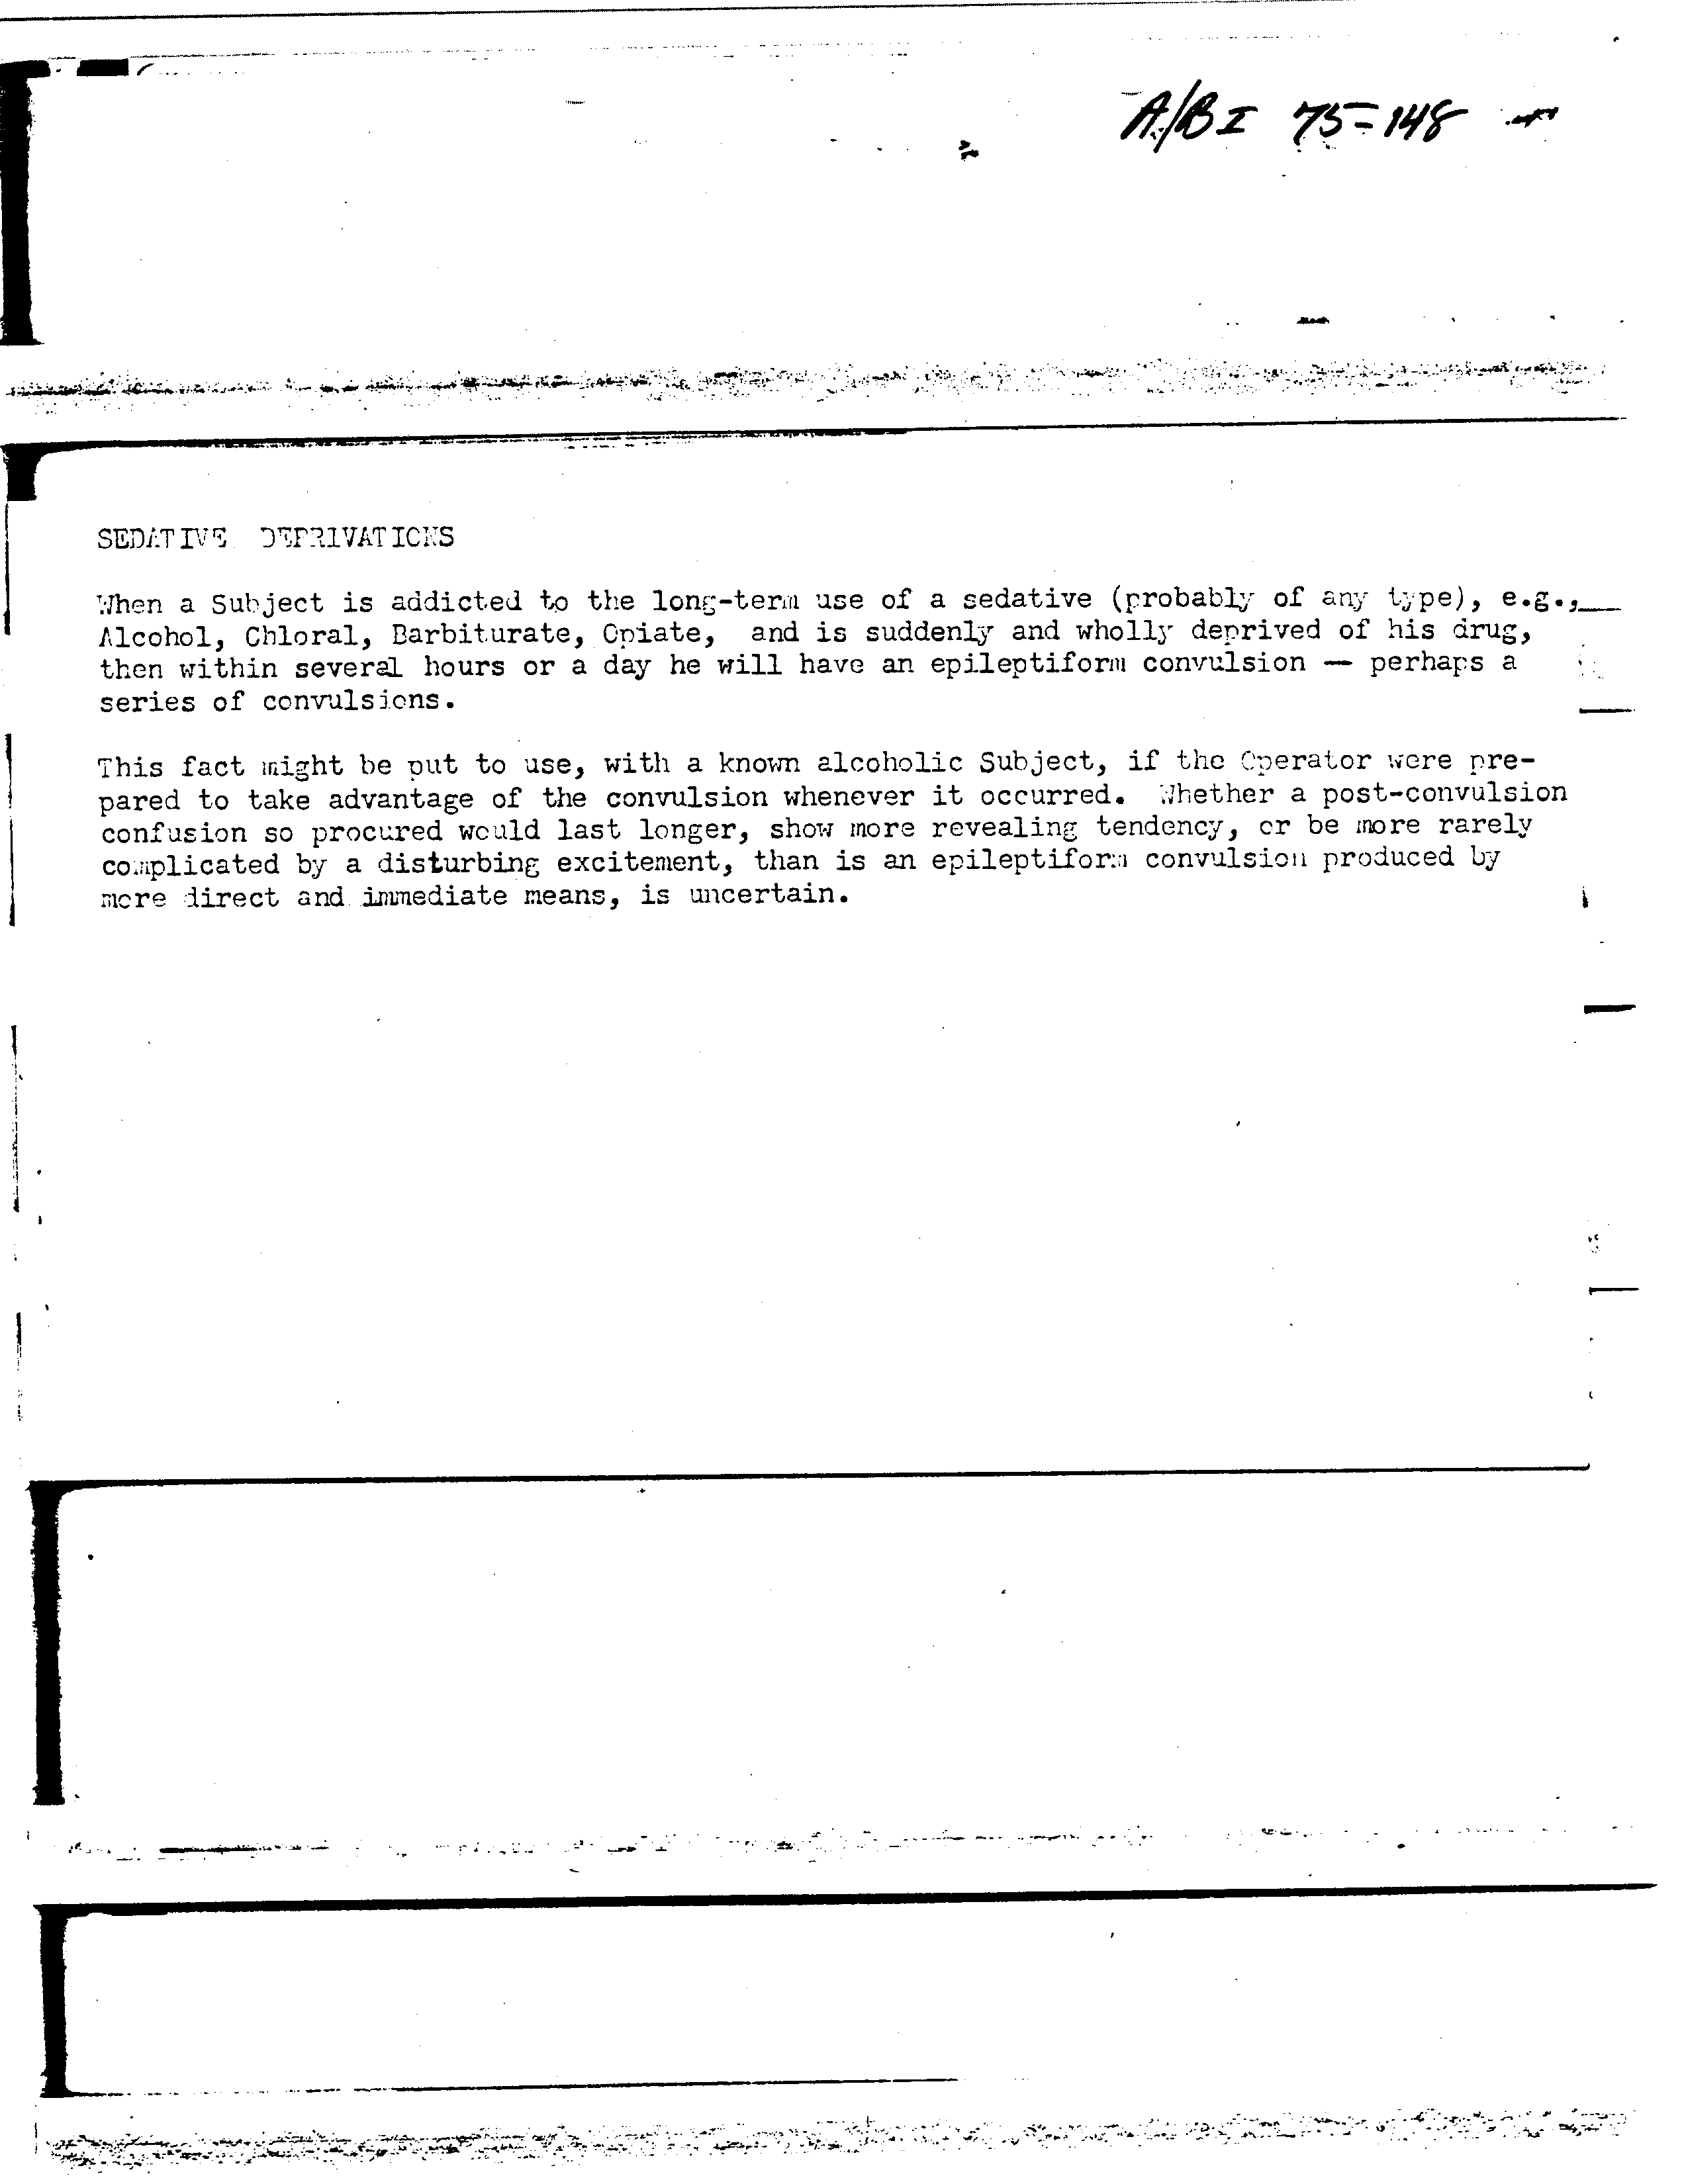 A/B I 75-148
SEDATIVE DEPRIVATIONS
When a Subject is addicted to the long-term use of a sedative (probably of any type), e.g.,
Alcohol, Chloral, Barbiturate, Opiate, and is suddenly and wholly deprived of his drug,
then within several hours or a day he will have an epileptiform convulsion — perhaps a
series of convulsions.
This fact might be put to use, with a known alcoholic Subject, if the Operator were pre-
pared to take advantage of the convulsion whenever it occurred. Whether a post-convulsion
confusion so procured would last longer, show more revealing tendency, or be more rarely
complicated by a disturbing excitement, than is an epileptiform convulsion produced by
more direct and immediate means, is uncertain.